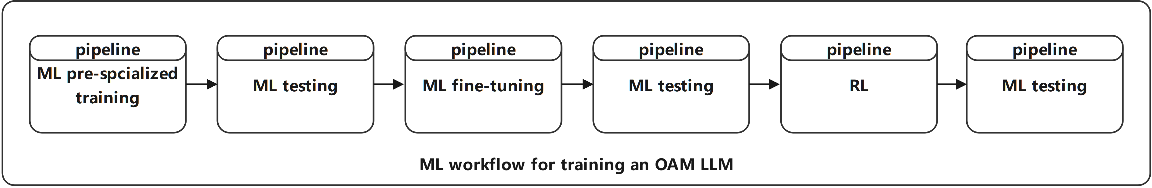 pipeline
ML pre-spcialized
training
pipeline
ML testing
pipeline
ML fine-tuning
pipeline
ML testing
pipeline
RL
pipeline
ML testing
ML workflow for training an OAM LLM